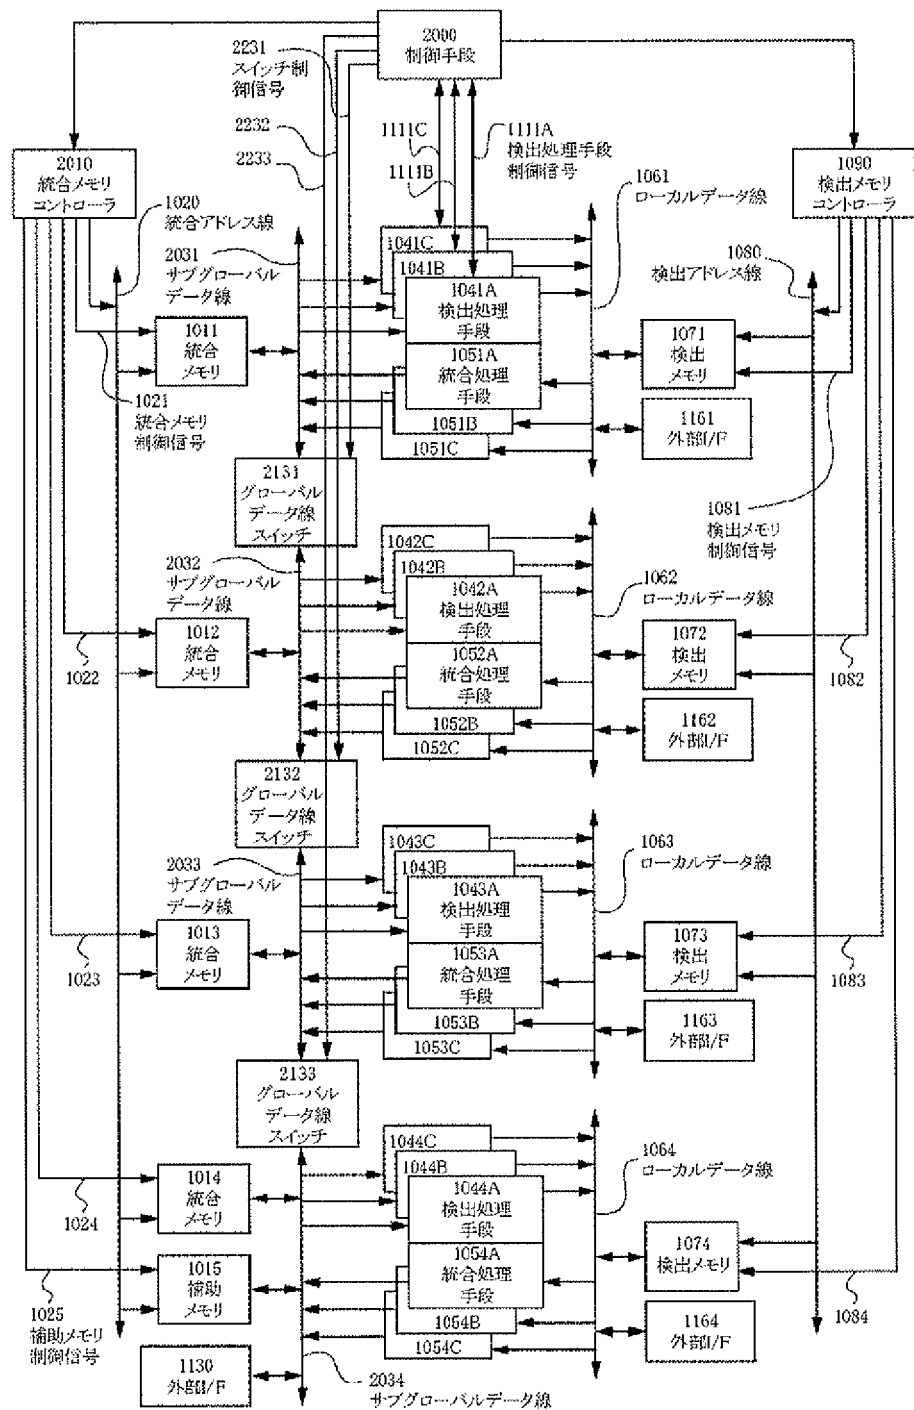 2000
制御手段
2231
スイッチ制
御信号
2232
2233
1111C
1111B
1111A
検出処理手段
制御信号
2010
統合メモリ
コントローラ
1090
検出メモリ
コントローラ
1020
統合アドレス線
2031
サブグローバル
データ線
1061
ローカルデータ線
1080
検出アドレス線
1041C
1041B
1041A
検出処理
手段
1051A
統合処理
手段
1051B
1051C
1011
統合
メモリ
1071
検出
メモリ
1021
統合メモリ
制御信号
1161
外部I/F
2131
グローバル
データ線
スイッチ
1081
検出メモリ
制御信号
2032
サブグローバル
データ線
1042C
1042B
1042A
検出処理
手段
1052A
統合処理
手段
1052B
1052C
1062
ローカルデータ線
1012
統合
メモリ
1022
1072
検出
メモリ
1082
1162
外部I/F
2132
グローバル
データ線
スイッチ
2033
サブグローバル
データ線
1043C
1043B
1043A
検出処理
手段
1053A
統合処理
手段
1053B
1053C
1063
ローカルデータ線
1013
統合
メモリ
1023
1073
検出
メモリ
1083
1163
外部I/F
2133
グローバル
データ線
スイッチ
1044C
1044B
1044A
検出処理
手段
1054A
統合処理
手段
1054B
1054C
1064
ローカルデータ線
1014
統合
メモリ
1024
1015
補助
メモリ
1025
補助メモリ
制御信号
1074
検出メモリ
1084
1164
外部I/F
1130
外部I/F
2034
サブグローバルデータ線